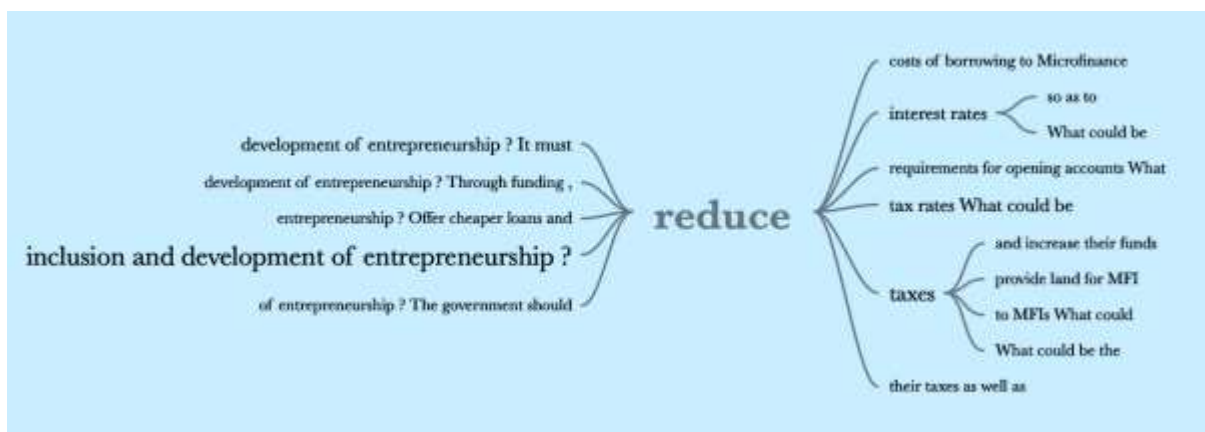 development of entrepreneurship ? It must
development of entrepreneurship ? Through funding ,
entrepreneurship ? Offer cheaper loans and
inclusion and development of entrepreneurship ?
of entrepreneurship ? The government should
reduce
costs of borrowing to Microfinance
interest rates
so as to
What could be
requirements for opening accounts What
tax rates What could be
taxes
and increase their funds
provide land for MFI
to MFIs What could
What could be the
their taxes as well as